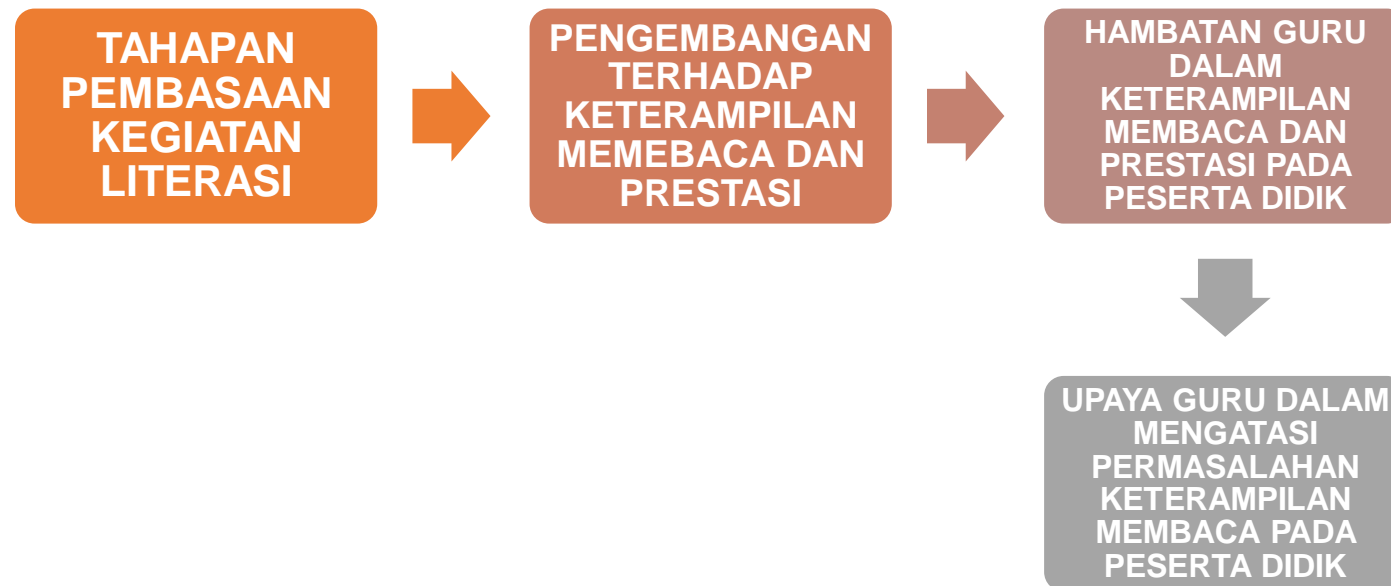 TAHAPAN
PEMBASAAN
KEGIATAN
LITERASI
PENGEMBANGAN
TERHADAP
KETERAMPILAN
MEMEBACA DAN
PRESTASI
HAMBATAN GURU
DALAM
KETERAMPILAN
MEMBACA DAN
PRESTASI PADA
PESERTA DIDIK
UPAYA GURU DALAM
MENGATASI
PERMASALAHAN
KETERAMPILAN
MEMBACA PADA
PESERTA DIDIK